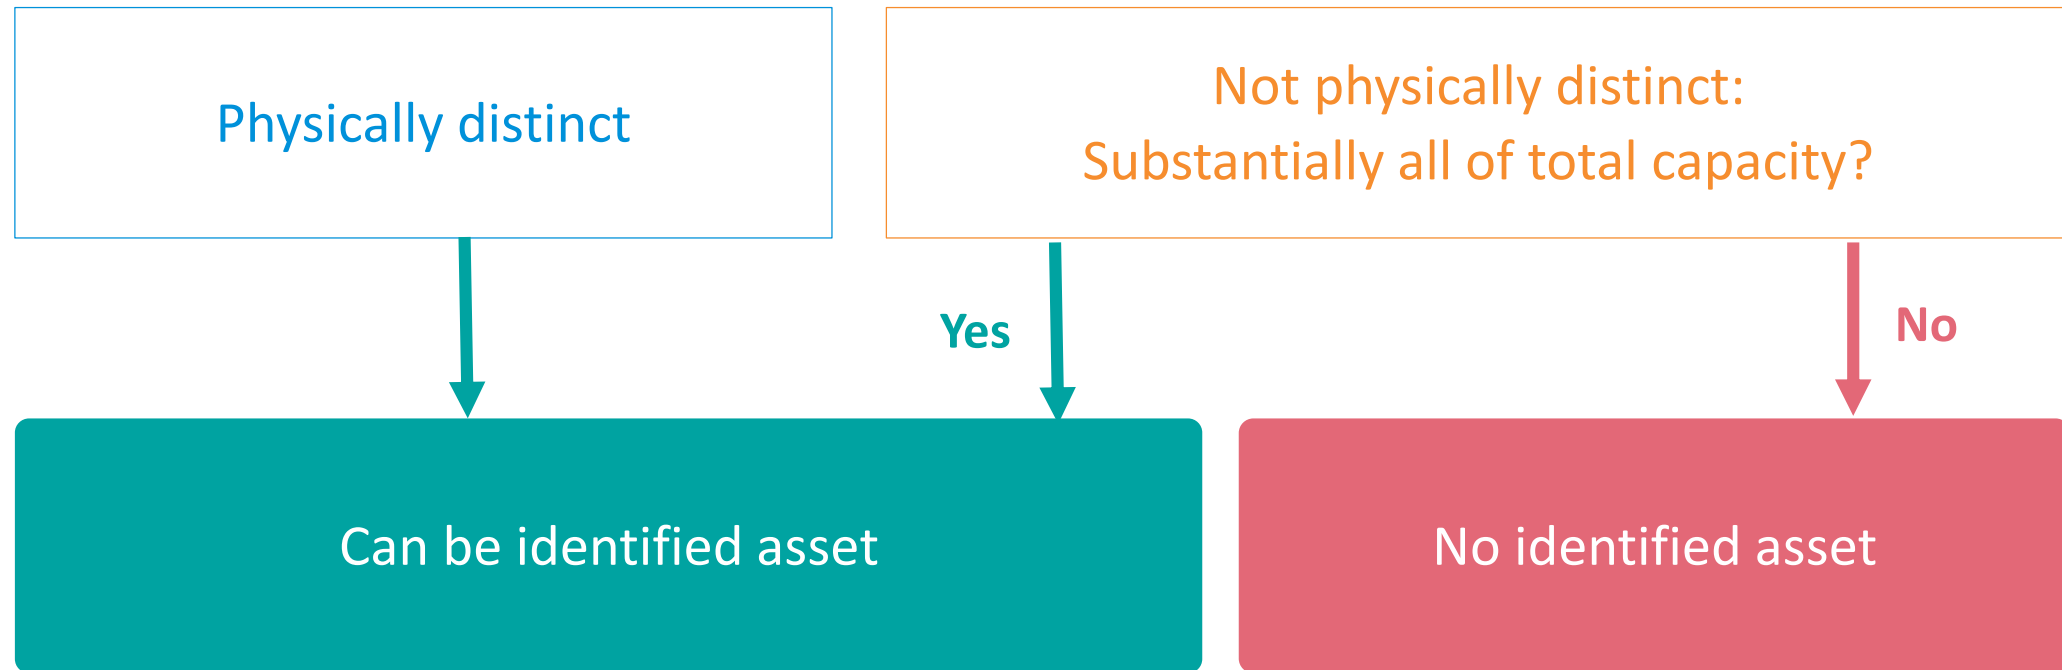 Physically distinct
Not physically distinct:
Substantially all of total capacity?
Yes
No
Can be identified asset
No identified asset